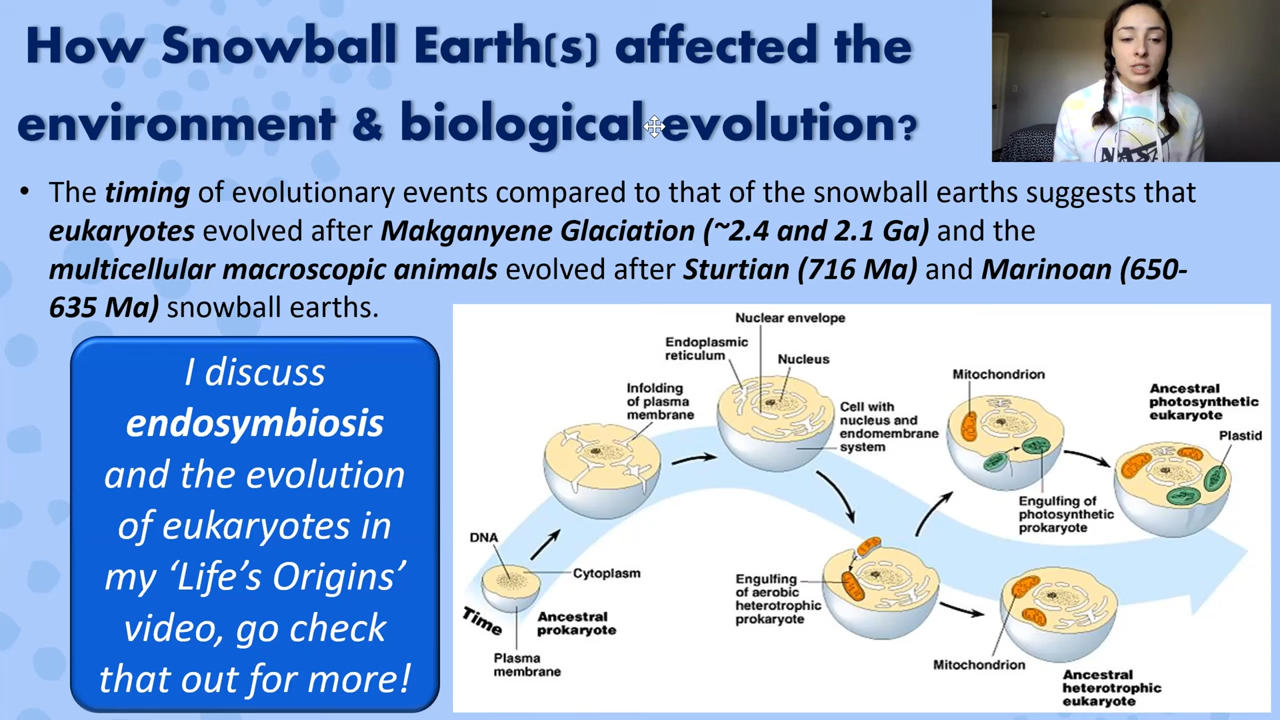 How Snowball Earth(s) affected the
environment & biological evolution?
• The timing of evolutionary events compared to that of the snowball earths suggests that
eukaryotes evolved after Makganyene Glaciation (~2.4 and 2.1 Ga) and the
multicellular macroscopic animals evolved after Sturtian (716 Ma) and Marinoan (650-
635 Ma) snowball earths.
I discuss
endosymbiosis
and the evolution
of eukaryotes in
my ‘Life’s Origins’
video, go check
that out for more!
Nuclear envelope
Endoplasmic
reticulum
Nucleus
Infolding
of plasma
membrane
Cell with
nucleus and
endomembrane
system
Mitochondrion
Ancestral
photosynthetic
eukaryote
Plastid
Engulfing of
photosynthetic
prokaryote
DNA
Cytoplasm
Time
Ancestral
prokaryote
Plasma
membrane
Engulfing
of aerobic
heterotrophic
prokaryote
Mitochondrion
Ancestral
heterotrophic
eukaryote